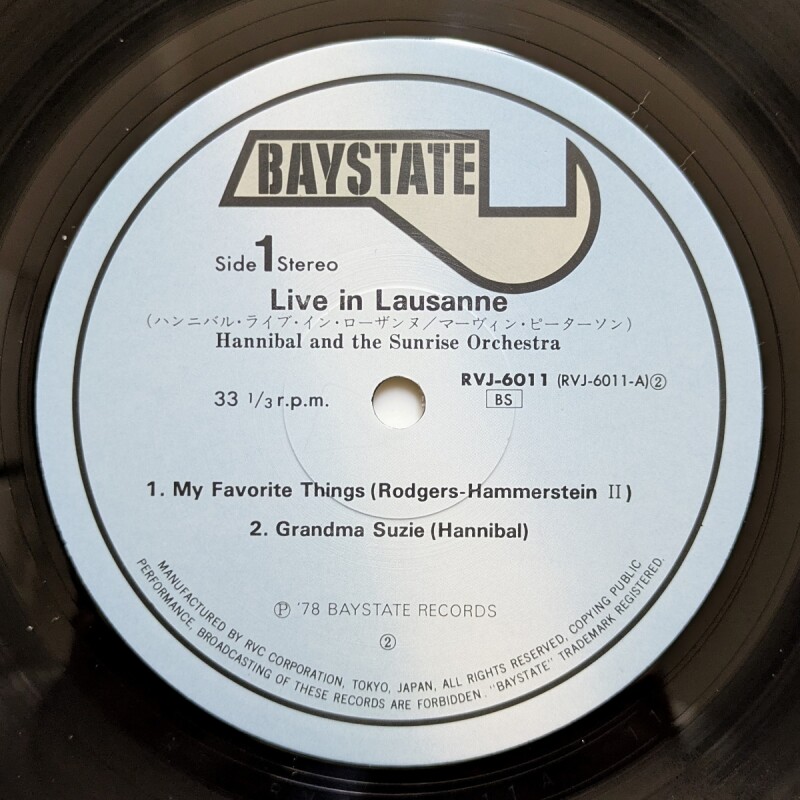 BAYSTATE
Side 1 Stereo
Live in Lausanne
(ハンニバル・ライブ・イン・ローザンヌ/マーヴィン・ピーターソン)
Hannibal and the Sunrise Orchestra
33 1/3 r.p.m.
RVJ-6011 (RVJ-6011-A)②
BS
1. My Favorite Things (Rodgers-Hammerstein II)
2. Grandma Suzie (Hannibal)
Ⓟ '78 BAYSTATE RECORDS
②
MANUFACTURED BY RVC CORPORATION, TOKYO, JAPAN, ALL RIGHTS RESERVED, COPYING PUBLIC
PERFORMANCE, BROADCASTING OF THESE RECORDS ARE FORBIDDEN. "BAYSTATE" TRADEMARK REGISTERED.